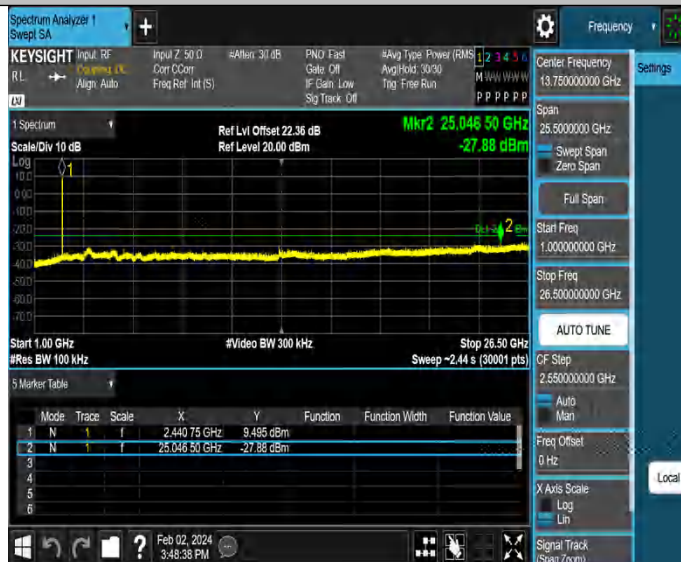 Spectrum Analyzer 1
Swept SA
+
Frequency
KEYSIGHT Input: RF Input Z: 50 Ω #Atten: 30 dB PNO: Fast #Avg Type: Power (RMS 1 2 3 4 5 6
RL Coupling: DC Corr CCorr Gate: Off Avg|Hold: 30/30 M W W W W W
Align: Auto Freq Ref: Int (S) IF Gain: Low Trig: Free Run
Sig Track: Off P P P P P P
LXI
1 Spectrum
Ref Lvl Offset 22.36 dB Mkr2 25.046 50 GHz
Scale/Div 10 dB Ref Level 20.00 dBm -27.88 dBm
Log
10.0
0.00
-10.0
-20.0
-30.0
-40.0
-50.0
-60.0
-70.0
1
2
Start 1.00 GHz #Video BW 300 kHz Stop 26.50 GHz
#Res BW 100 kHz Sweep ~2.44 s (30001 pts)
5 Marker Table
Mode Trace Scale X Y Function Function Width Function Value
1 N 1 f 2.440 75 GHz 9.495 dBm
2 N 1 f 25.046 50 GHz -27.88 dBm
3
4
5
6
? Feb 02, 2024
3:48:38 PM
Center Frequency
13.750000000 GHz
Settings
Span
25.5000000 GHz
Swept Span
Zero Span
Full Span
Start Freq
1.000000000 GHz
Stop Freq
26.500000000 GHz
AUTO TUNE
CF Step
2.550000000 GHz
Auto
Man
Freq Offset
0 Hz
Local
X Axis Scale
Log
Lin
Signal Track
(Span Zoom)